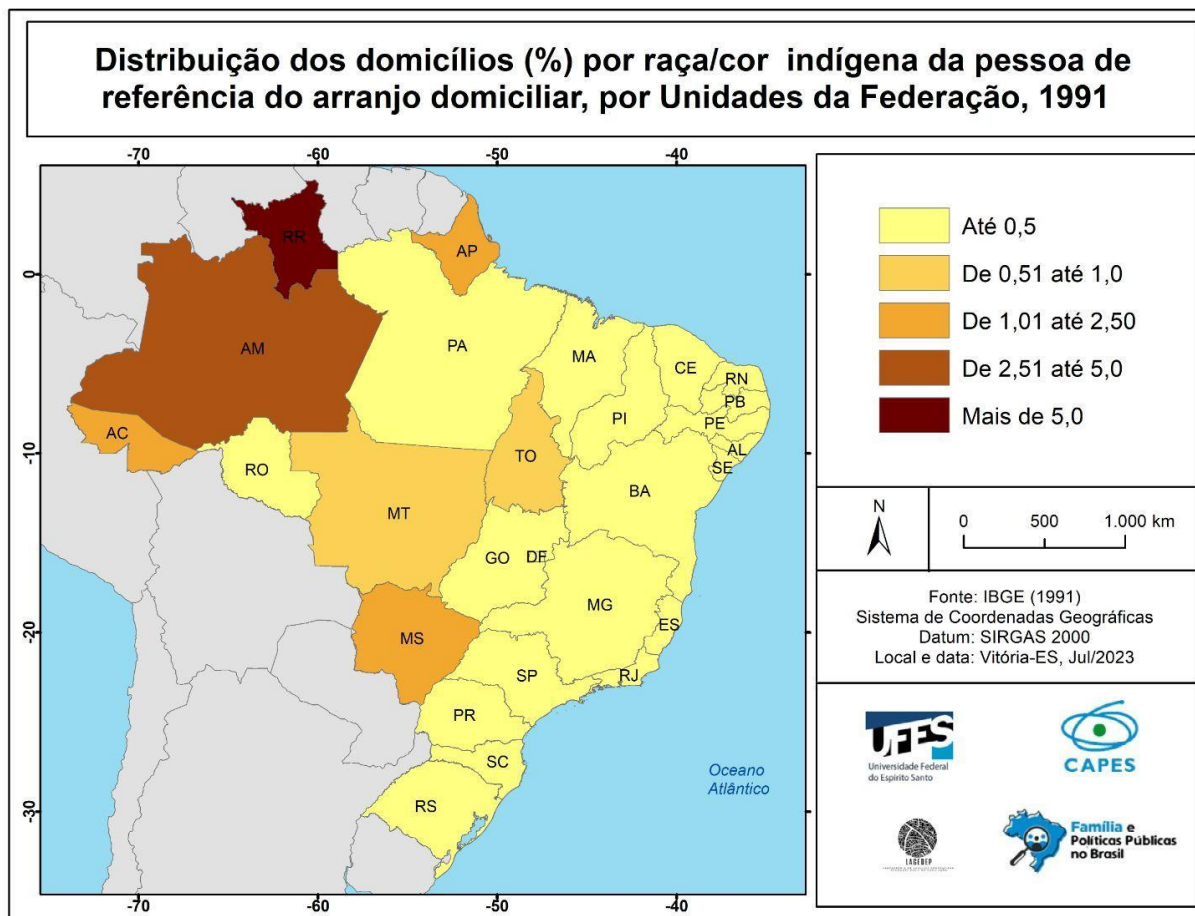 Distribuição dos domicílios (%) por raça/cor indígena da pessoa de
referência do arranjo domiciliar, por Unidades da Federação, 1991
-70
-60
-50
-40
RR
AP
0
AM
PA
MA
CE
RN
PB
PI
PE
AC
AL
-10
RO
TO
SE
BA
MT
GO
DF
MG
ES
-20
MS
SP
RJ
PR
SC
Oceano
Atlântico
RS
-30
-70
-60
-50
-40
Até 0,5
De 0,51 até 1,0
De 1,01 até 2,50
De 2,51 até 5,0
Mais de 5,0
N
0 500 1.000 km
Fonte: IBGE (1991)
Sistema de Coordenadas Geográficas
Datum: SIRGAS 2000
Local e data: Vitória-ES, Jul/2023
UFES
Universidade Federal
do Espírito Santo
CAPES
LAGEDEP
Família e
Políticas Públicas
no Brasil